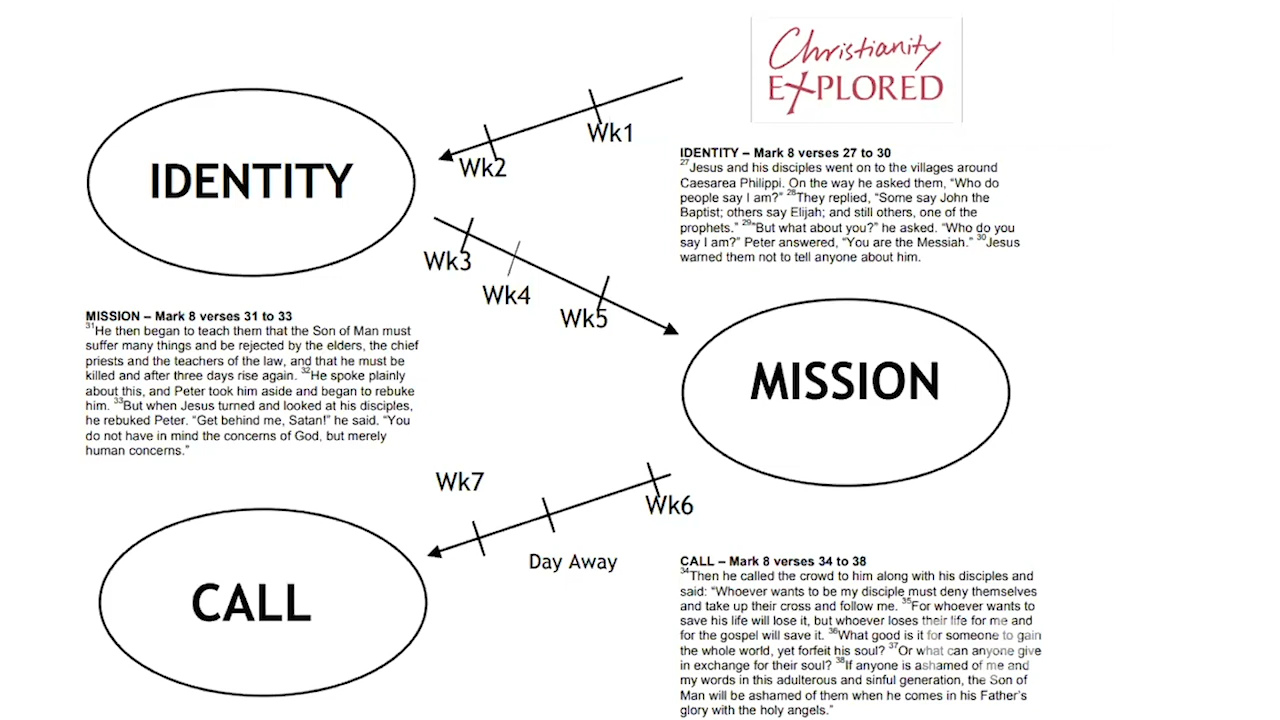 Christianity
EXPLORED
Wk1
Wk2
IDENTITY
IDENTITY – Mark 8 verses 27 to 30
27Jesus and his disciples went on to the villages around
Caesarea Philippi. On the way he asked them, “Who do
people say I am?” 28They replied, “Some say John the
Baptist; others say Elijah; and still others, one of the
prophets.” 29“But what about you?” he asked. “Who do you
say I am?” Peter answered, “You are the Messiah.” 30Jesus
warned them not to tell anyone about him.
Wk3
Wk4
Wk5
MISSION – Mark 8 verses 31 to 33
31He then began to teach them that the Son of Man must
suffer many things and be rejected by the elders, the chief
priests and the teachers of the law, and that he must be
killed and after three days rise again. 32He spoke plainly
about this, and Peter took him aside and began to rebuke
him. 33But when Jesus turned and looked at his disciples,
he rebuked Peter. “Get behind me, Satan!” he said. “You
do not have in mind the concerns of God, but merely
human concerns.”
MISSION
Wk6
Wk7
Day Away
CALL
CALL – Mark 8 verses 34 to 38
34Then he called the crowd to him along with his disciples and
said: “Whoever wants to be my disciple must deny themselves
and take up their cross and follow me. 35For whoever wants to
save his life will lose it, but whoever loses their life for me and
for the gospel will save it. 36What good is it for someone to gain
the whole world, yet forfeit his soul? 37Or what can anyone give
in exchange for their soul? 38If anyone is ashamed of me and
my words in this adulterous and sinful generation, the Son of
Man will be ashamed of them when he comes in his Father’s
glory with the holy angels.”